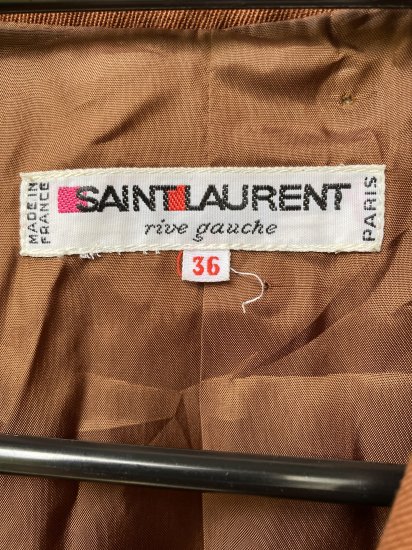 MADE IN
FRANCE
SAINT LAURENT
rive gauche
PARIS
36